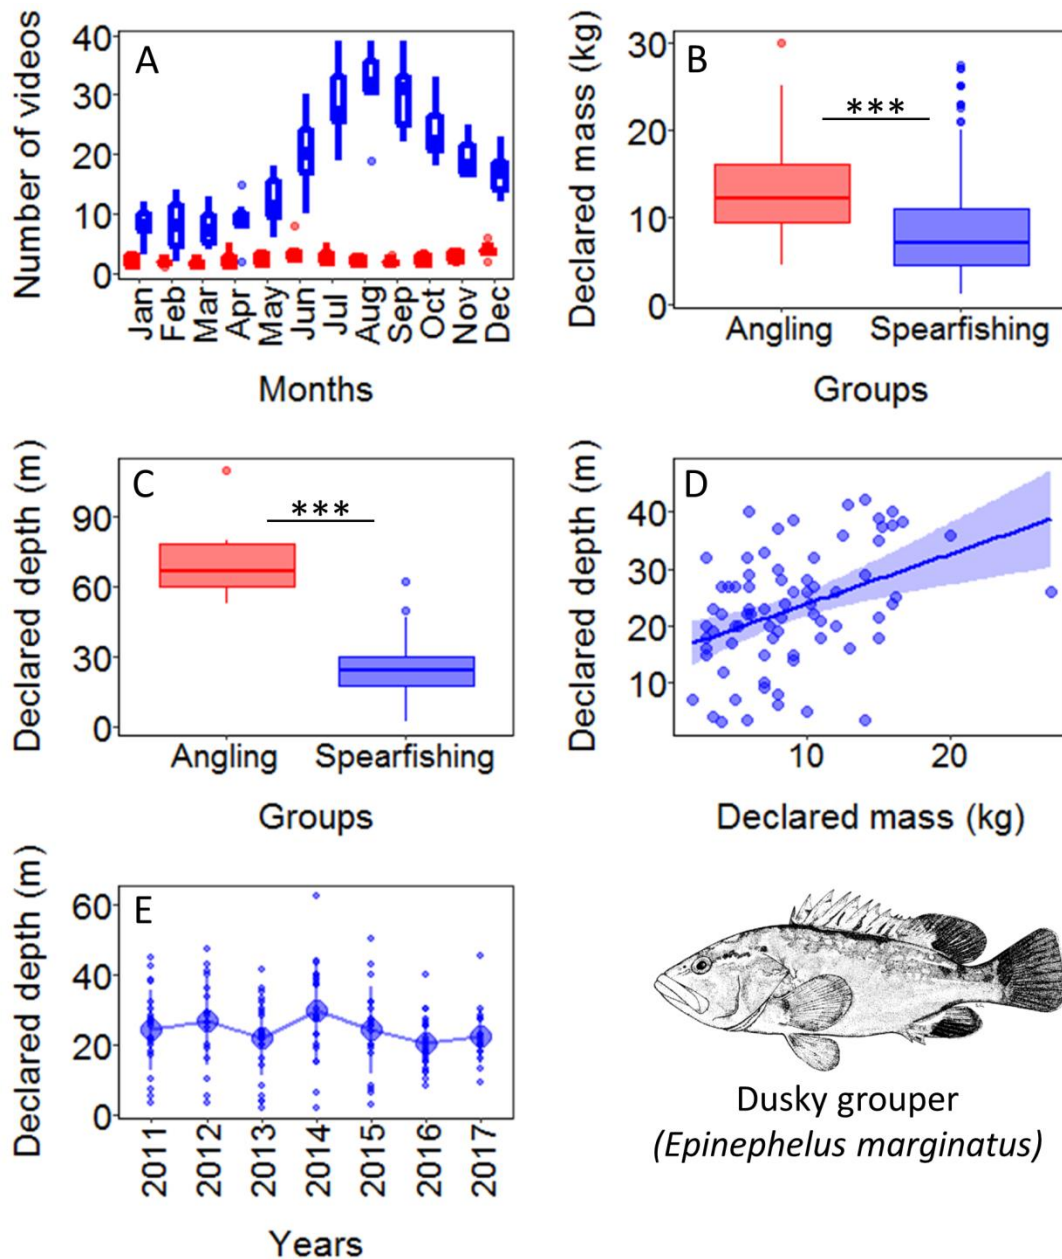 A
Number of videos
40
30
20
10
0
Jan Feb Mar Apr May Jun Jul Aug Sep Oct Nov Dec
Months
B
***
Declared mass (kg)
30
20
10
0
Angling Spearfishing
Groups
C
***
Declared depth (m)
90
60
30
0
Angling Spearfishing
Groups
D
Declared depth (m)
40
30
20
10
10 20
Declared mass (kg)
E
Declared depth (m)
60
40
20
0
2011 2012 2013 2014 2015 2016 2017
Years
Dusky grouper
(Epinephelus marginatus)